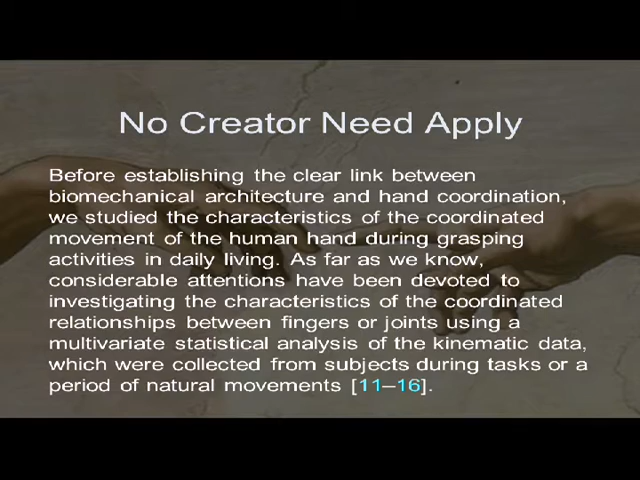 No Creator Need Apply
Before establishing the clear link between
biomechanical architecture and hand coordination,
we studied the characteristics of the coordinated
movement of the human hand during grasping
activities in daily living. As far as we know,
considerable attentions have been devoted to
investigating the characteristics of the coordinated
relationships between fingers or joints using a
multivariate statistical analysis of the kinematic data,
which were collected from subjects during tasks or a
period of natural movements [11–16].